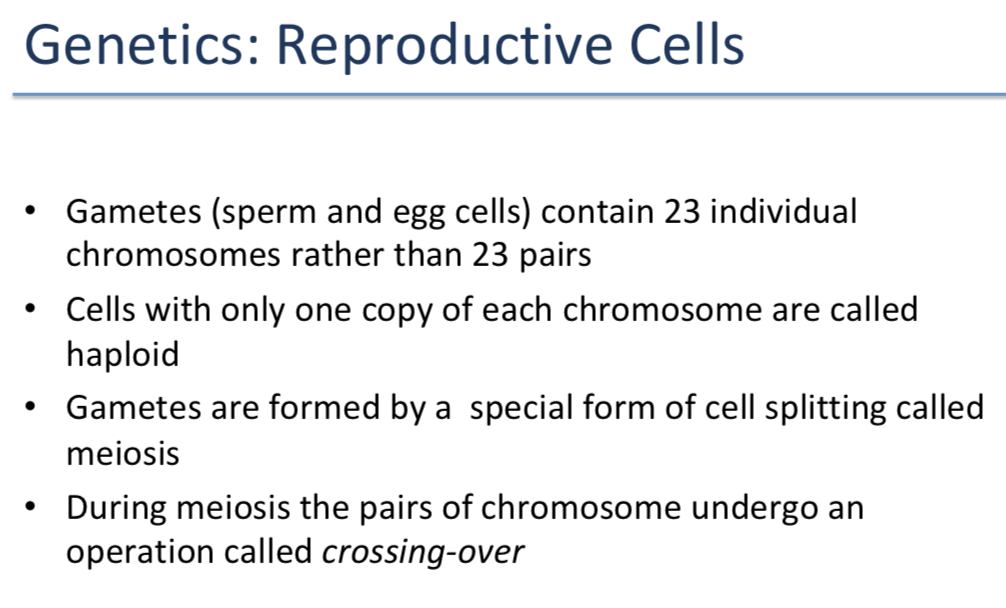 Genetics: Reproductive Cells
• Gametes (sperm and egg cells) contain 23 individual
chromosomes rather than 23 pairs
• Cells with only one copy of each chromosome are called
haploid
• Gametes are formed by a  special form of cell splitting called
meiosis
• During meiosis the pairs of chromosome undergo an
operation called crossing-over